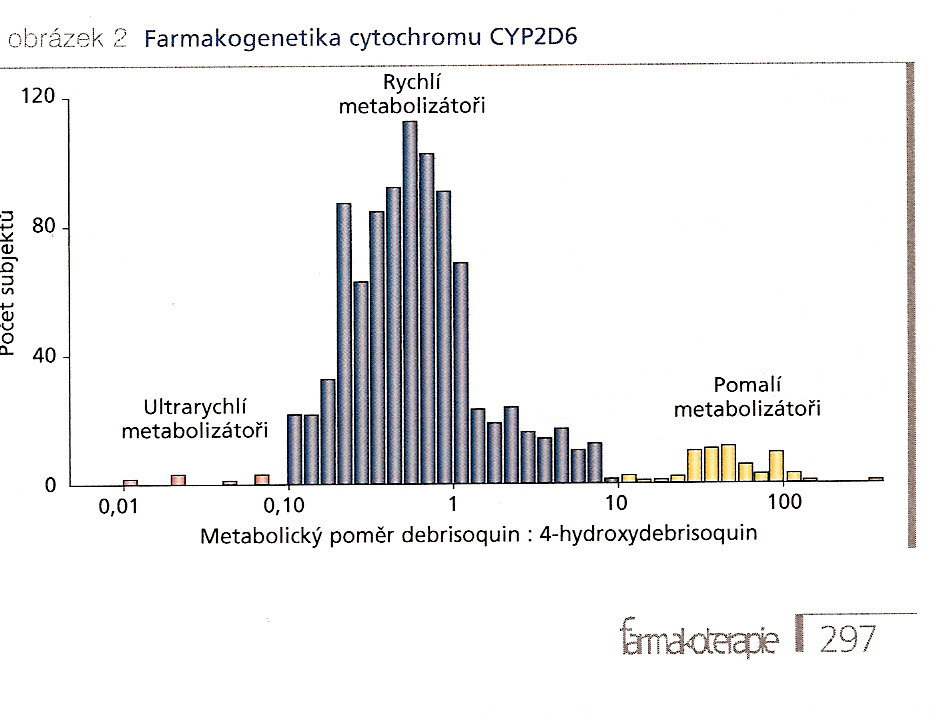 obrázek 2 Farmakogenetika cytochromu CYP2D6
Rychlí
metabolizátoři
120
80
40
0
Počet subjektů
Ultrarychlí
metabolizátoři
Pomalí
metabolizátoři
0,01 0,10 1 10 100
Metabolický poměr debrisoquin : 4-hydroxydebrisoquin
farmakoterapie 297